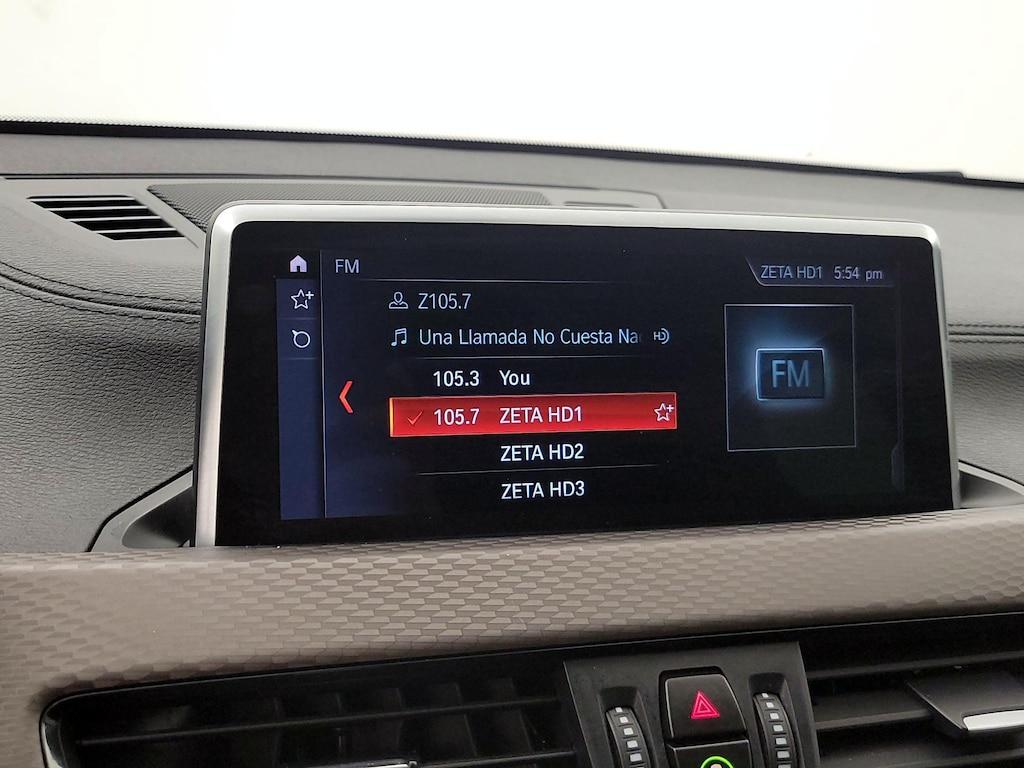 FM
ZETA HD1 5:54 pm
Z105.7
Una Llamada No Cuesta Na
HD
105.3 You
105.7 ZETA HD1
ZETA HD2
ZETA HD3
FM